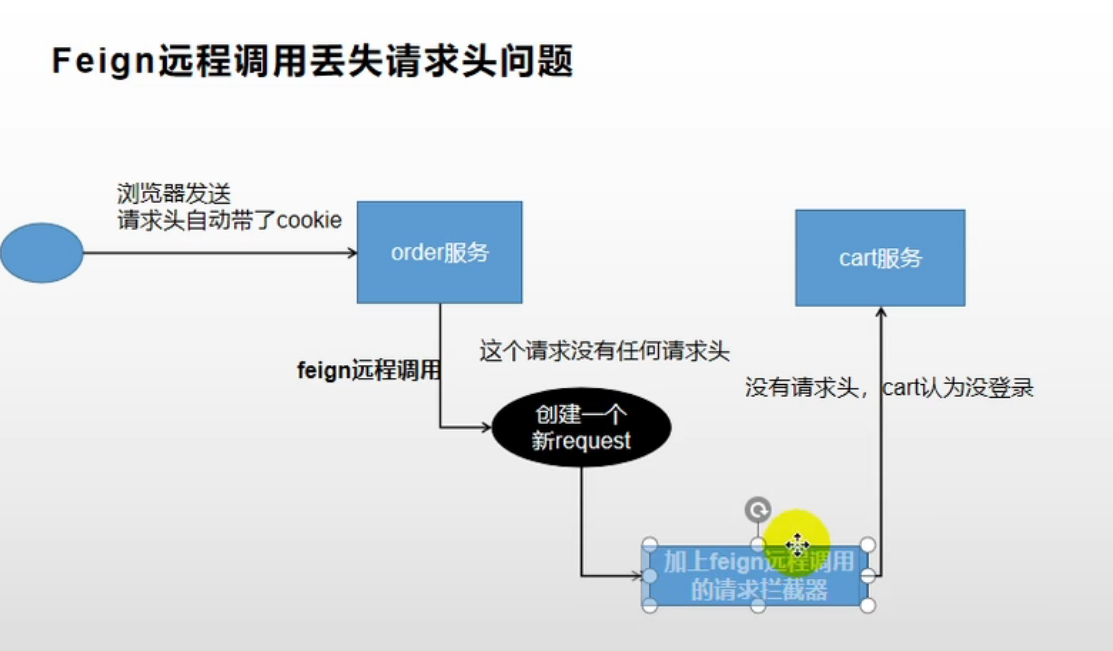 Feign远程调用丢失请求头问题
浏览器发送
请求头自动带了cookie
order服务
cart服务
feign远程调用
这个请求没有任何请求头
没有请求头，cart认为没登录
创建一个
新request
加上feign远程调用
的请求拦截器